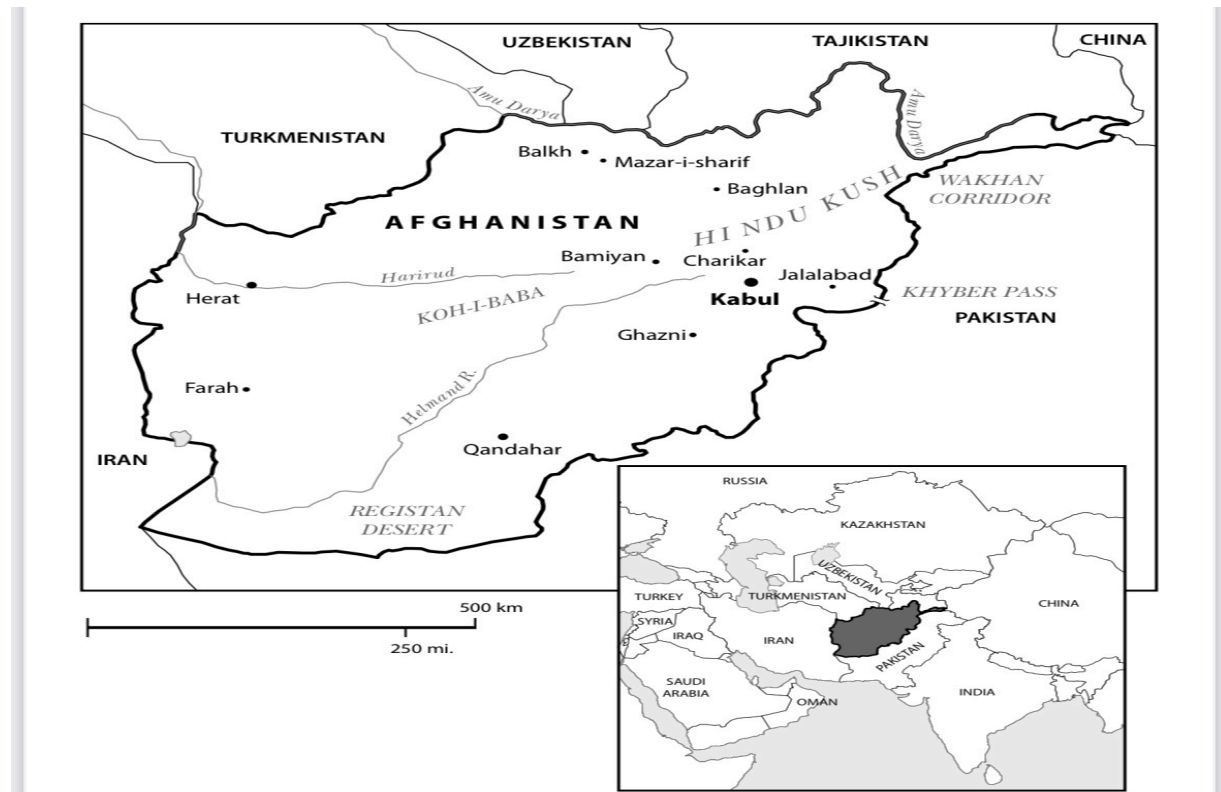 UZBEKISTAN
TAJIKISTAN
CHINA
Amu Darya
Amu Darya
TURKMENISTAN
Balkh
Mazar-i-sharif
Baghlan
WAKHAN
CORRIDOR
AFGHANISTAN
HINDU KUSH
Bamiyan
Charikar
Harirud
Jalalabad
Herat
KOH-I-BABA
Kabul
KHYBER PASS
PAKISTAN
Ghazni
Farah
Helmand R.
Qandahar
IRAN
REGISTAN
DESERT
500 km
250 mi.
RUSSIA
KAZAKHSTAN
UZBEKISTAN
TURKEY
TURKMENISTAN
CHINA
SYRIA
IRAQ
IRAN
PAKISTAN
SAUDI
ARABIA
OMAN
INDIA